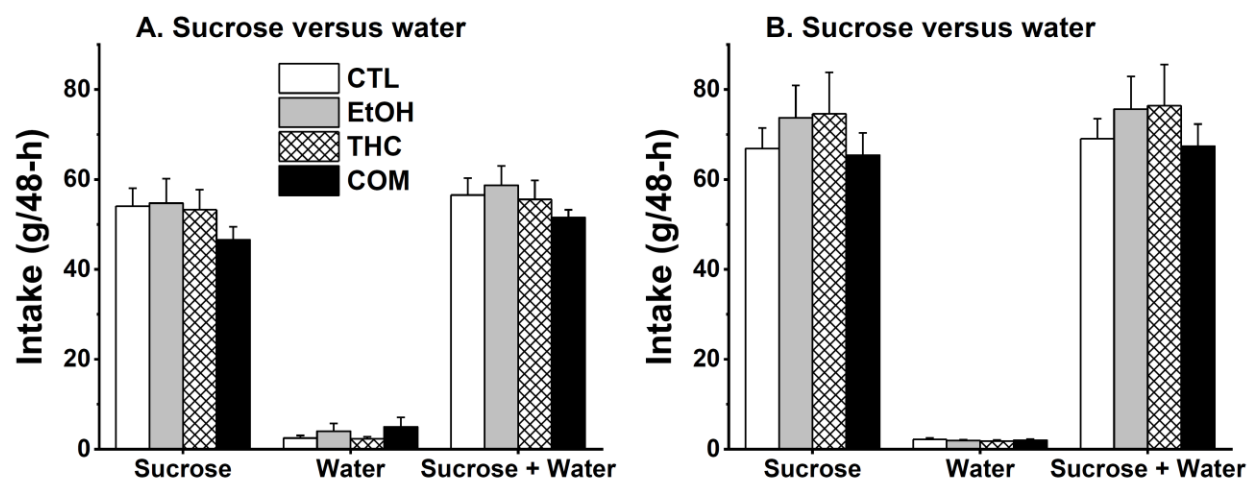 A. Sucrose versus water
CTL
EtOH
THC
COM
Intake (g/48-h)
80
60
40
20
0
Sucrose Water Sucrose + Water
B. Sucrose versus water
Intake (g/48-h)
80
60
40
20
0
Sucrose Water Sucrose + Water